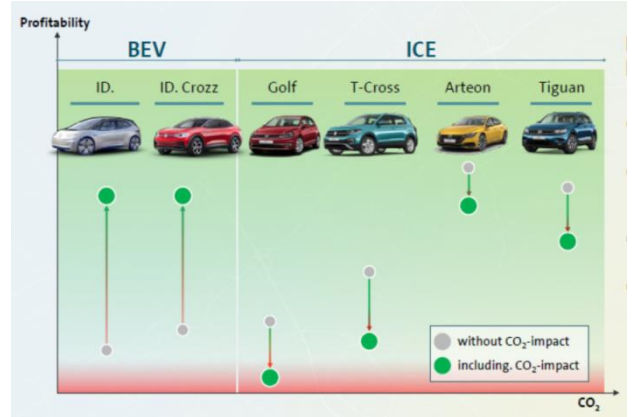 Profitability
BEV
ICE
ID.
ID. Crozz
Golf
T-Cross
Arteon
Tiguan
without CO₂-impact
including. CO₂-impact
CO₂